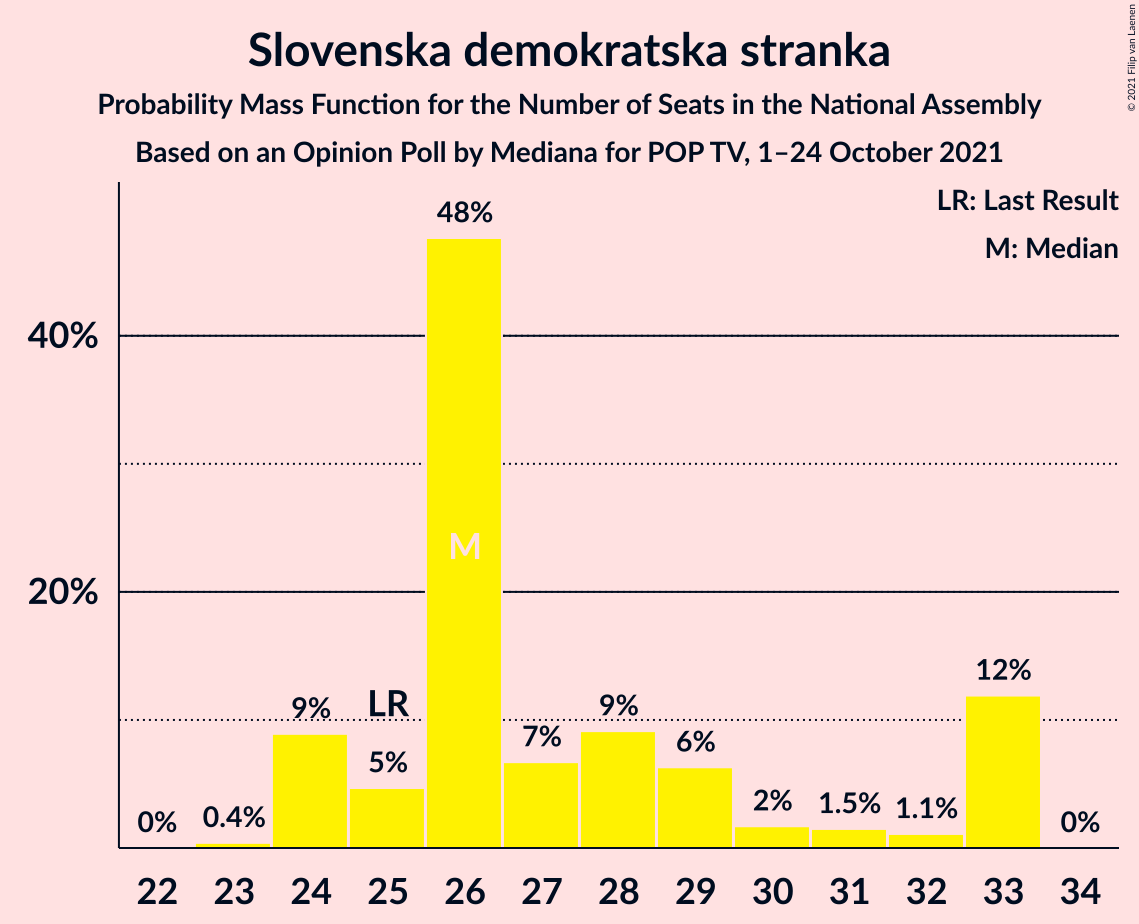 Slovenska demokratska stranka
Probability Mass Function for the Number of Seats in the National Assembly
Based on an Opinion Poll by Mediana for POP TV, 1–24 October 2021
© 2021 Filip van Laenen
LR: Last Result
M: Median
48%
40%
M
20%
12%
9%
LR
9%
7%
6%
5%
2%
1.5%
1.1%
0.4%
0%
0%
22 23 24 25 26 27 28 29 30 31 32 33 34